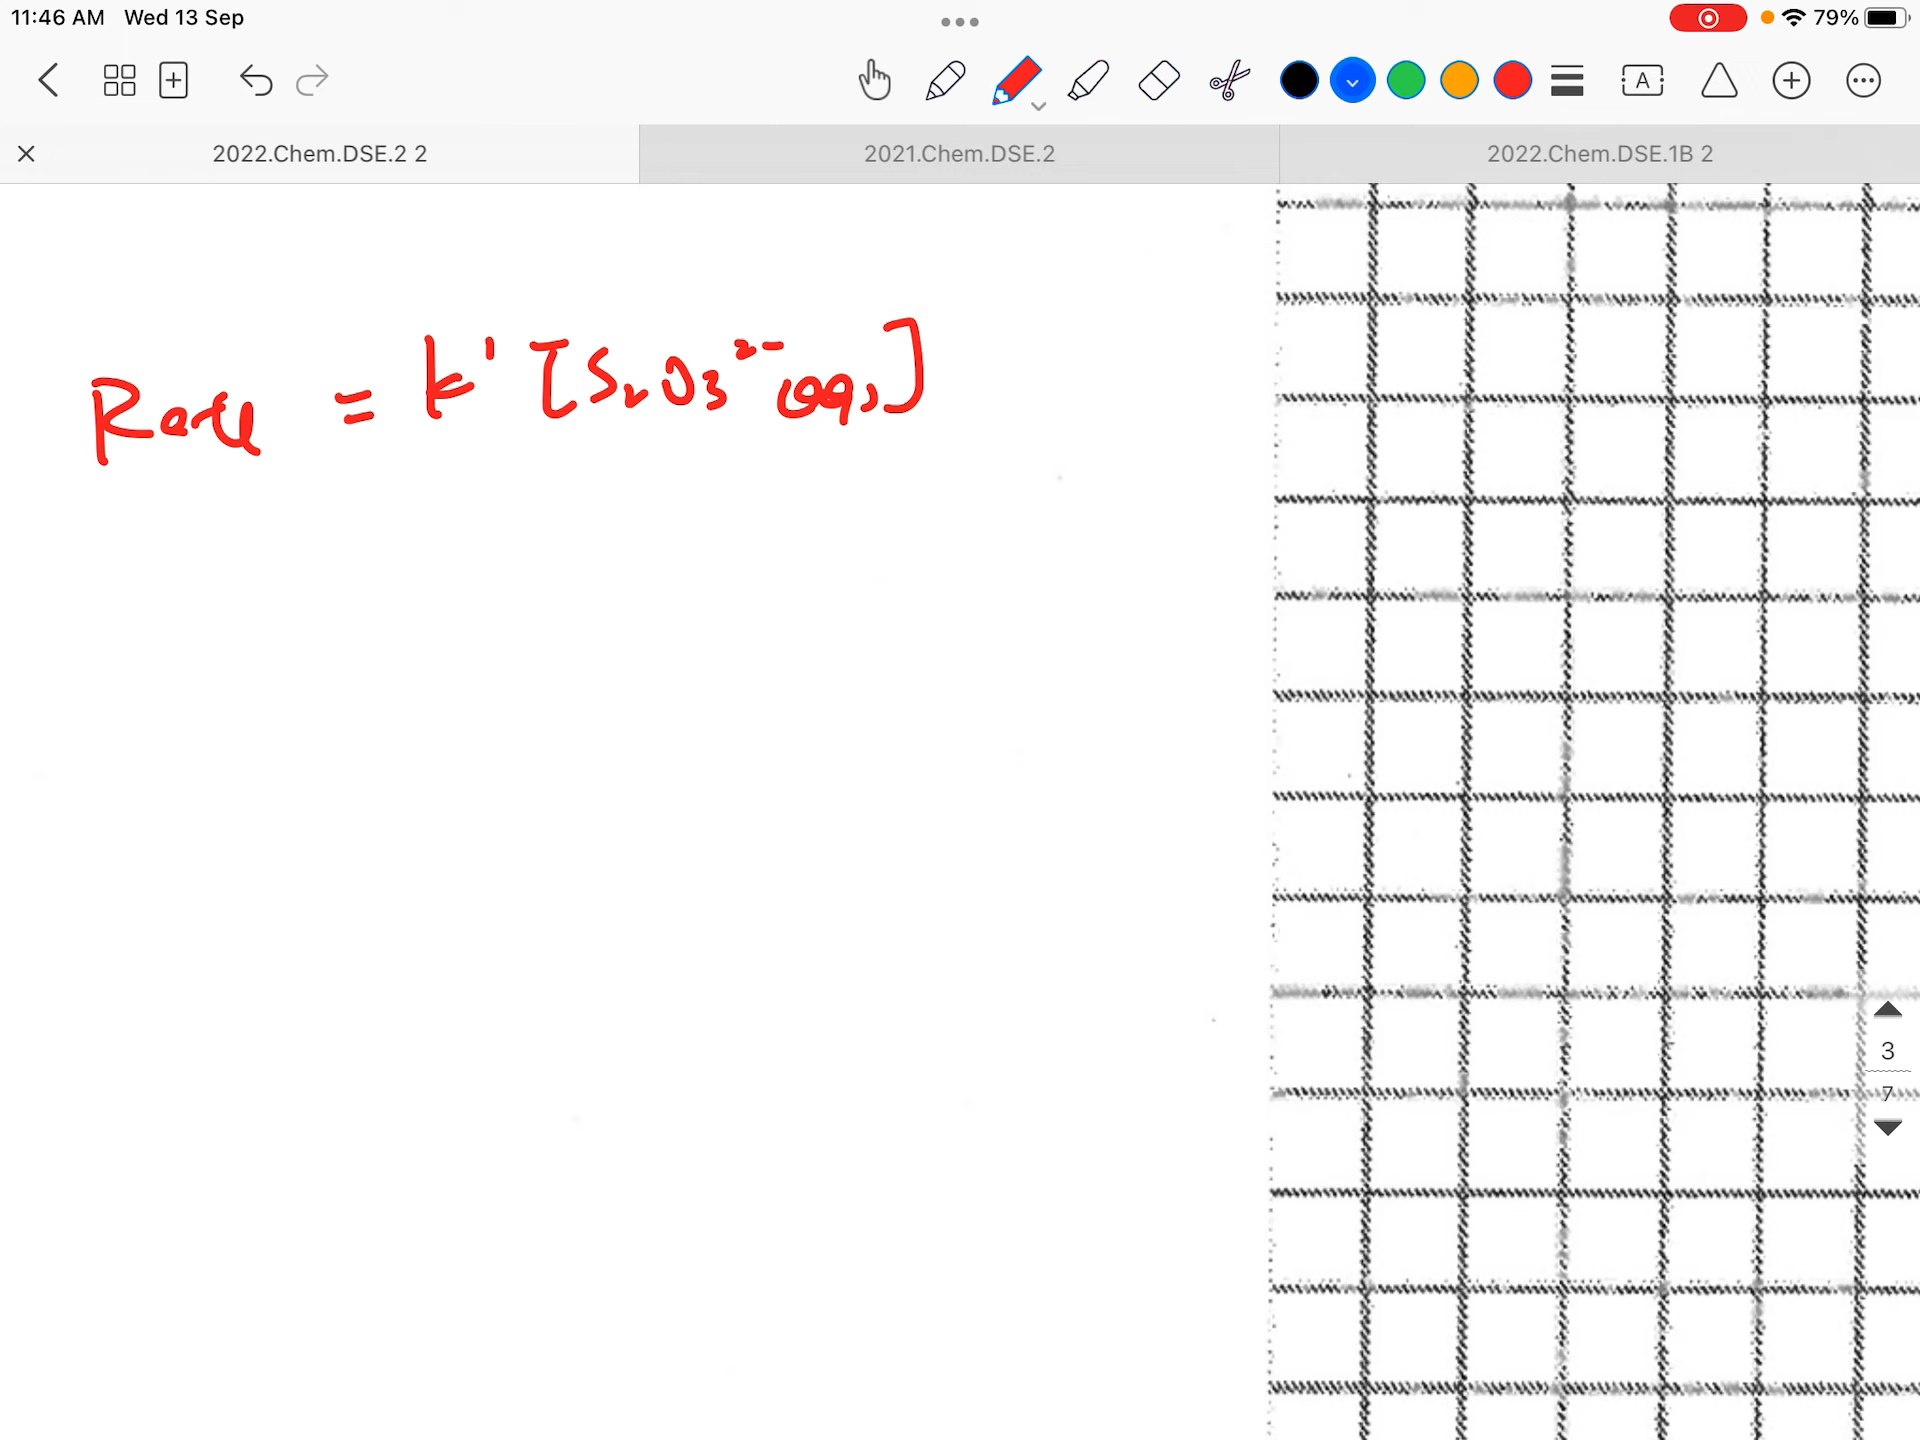 11:46 AM Wed 13 Sep
79%
A
2022.Chem.DSE.2 2
2021.Chem.DSE.2
2022.Chem.DSE.1B 2
Rate = k' [S₂O₃²⁻(aq)]
3
7